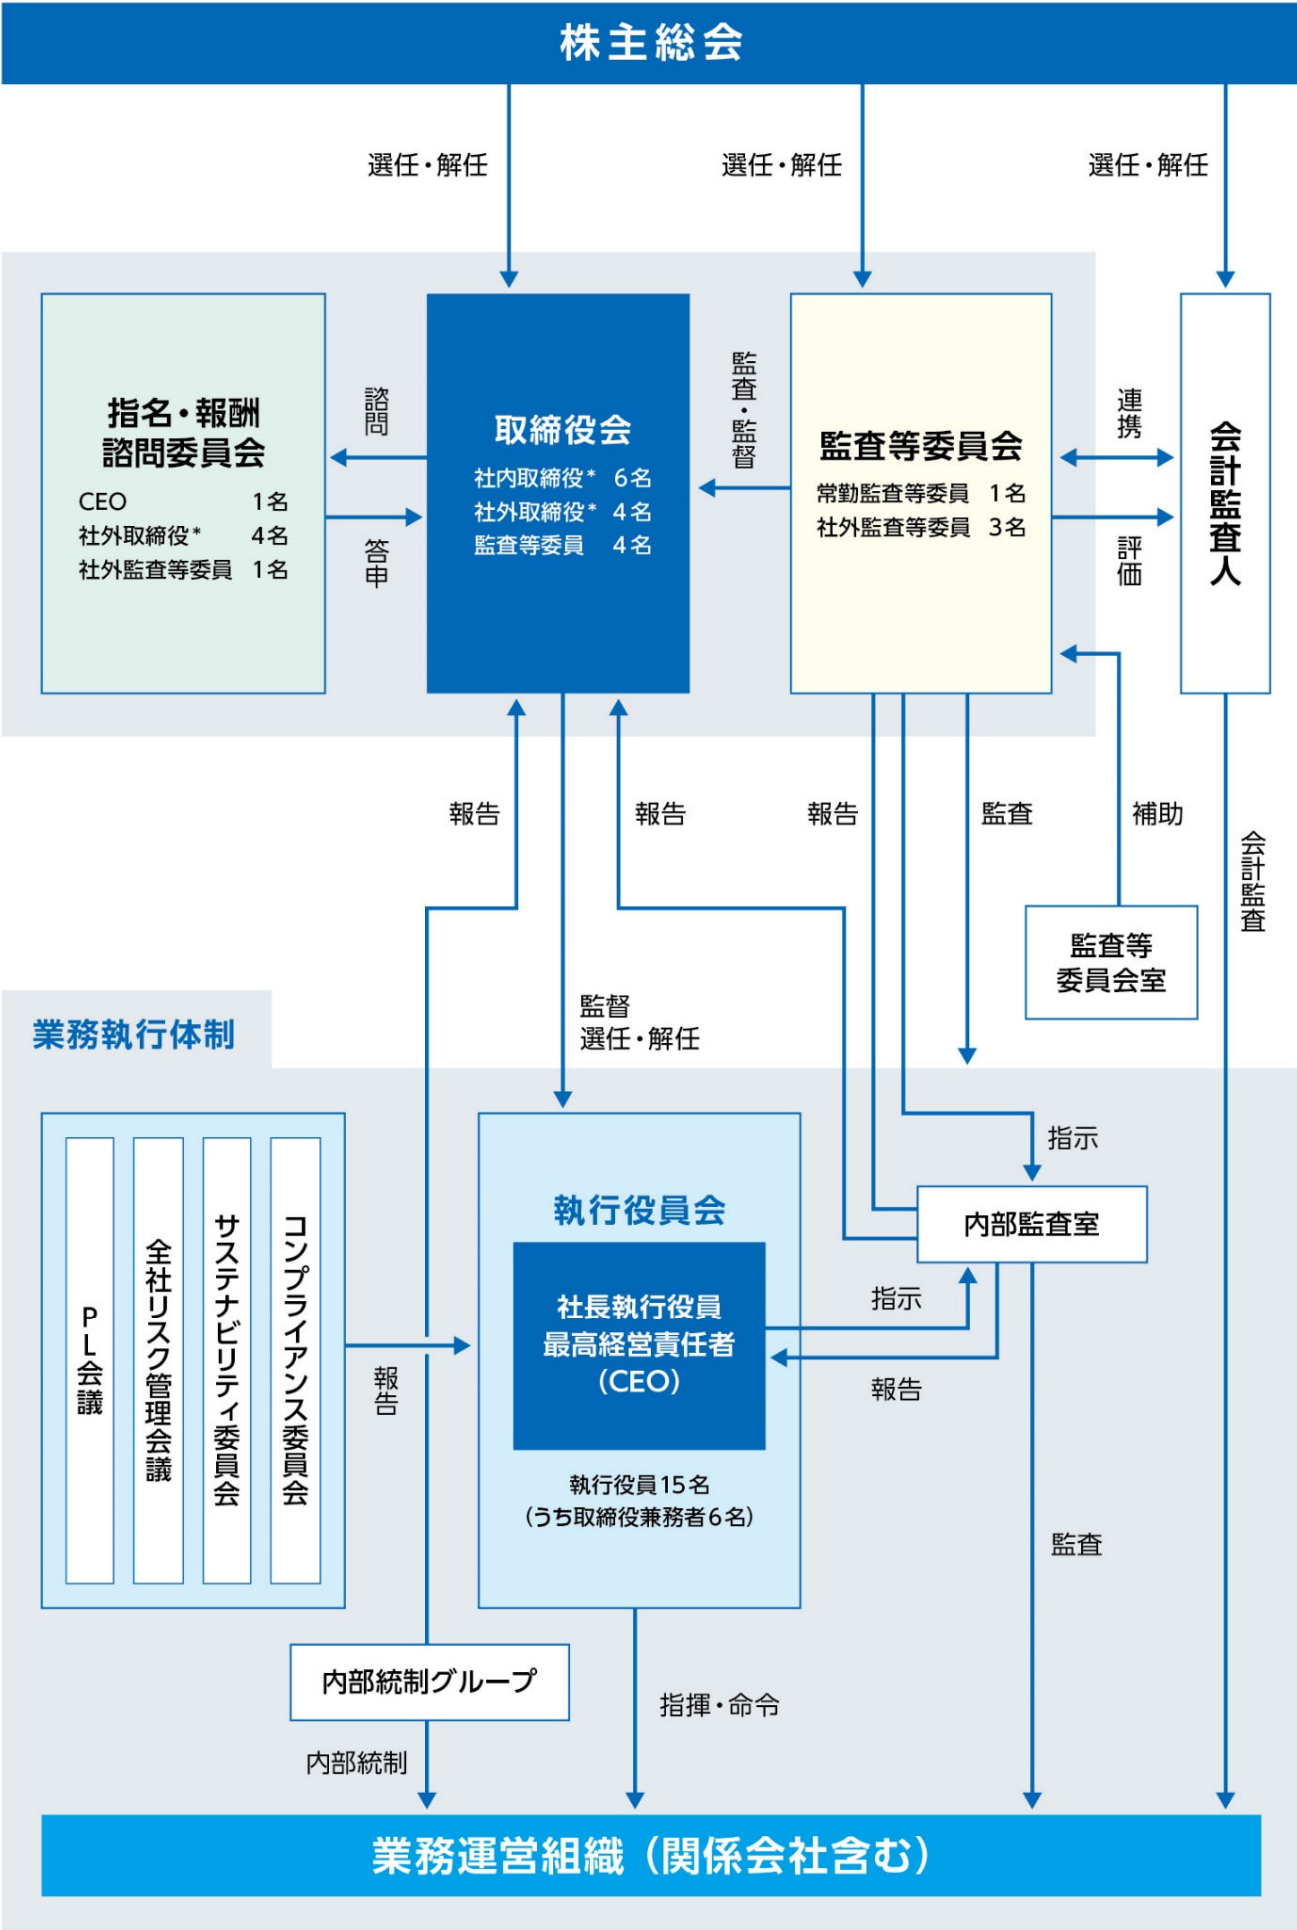 株主総会
選任・解任
選任・解任
選任・解任
指名・報酬
諮問委員会
CEO 1名
社外取締役* 4名
社外監査等委員 1名
諮問
答申
取締役会
社内取締役* 6名
社外取締役* 4名
監査等委員 4名
監査・監督
監査等委員会
常勤監査等委員 1名
社外監査等委員 3名
連携
評価
会計監査人
報告
報告
報告
監査
補助
会計監査
監査等
委員会室
監督
選任・解任
業務執行体制
指示
PL会議
全社リスク管理会議
サステナビリティ委員会
コンプライアンス委員会
報告
執行役員会
社長執行役員
最高経営責任者
(CEO)
執行役員15名
(うち取締役兼務者6名)
指示
報告
内部監査室
監査
内部統制グループ
内部統制
指揮・命令
業務運営組織(関係会社含む)